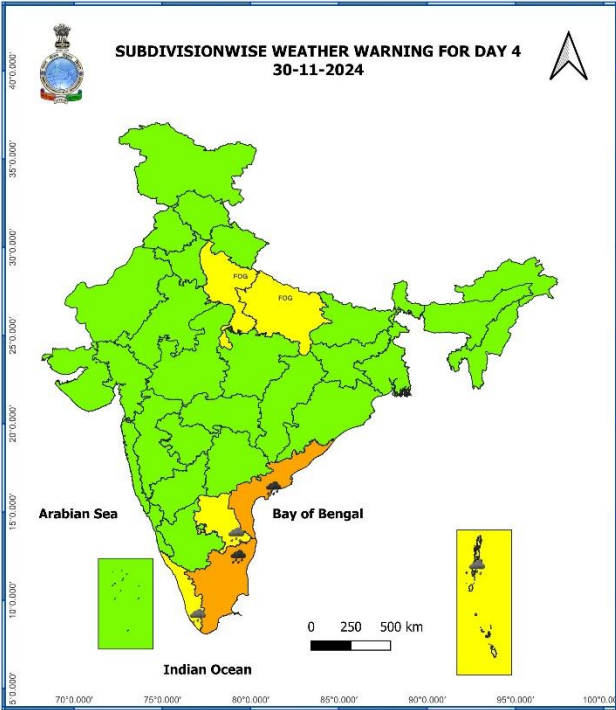 SUBDIVISIONWISE WEATHER WARNING FOR DAY 4
30-11-2024
40°0.000'
35°0.000'
30°0.000'
FOG
FOG
25°0.000'
20°0.000'
15°0.000'
Arabian Sea
Bay of Bengal
10°0.000'
0 250 500 km
Indian Ocean
5°0.000'
70°0.000' 75°0.000' 80°0.000' 85°0.000' 90°0.000' 95°0.000'